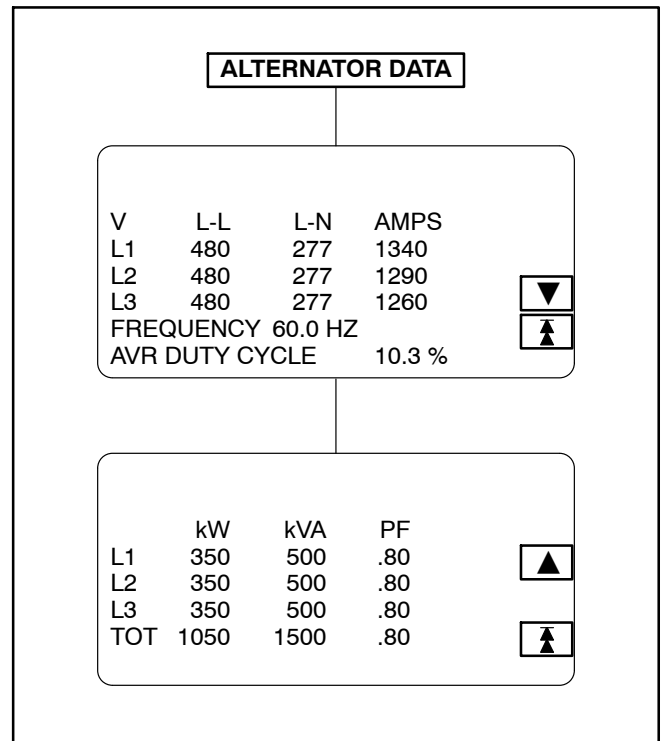 ALTERNATOR DATA
V L-L L-N AMPS
L1 480 277 1340
L2 480 277 1290
L3 480 277 1260
FREQUENCY 60.0 HZ
AVR DUTY CYCLE 10.3 %
kW kVA PF
L1 350 500 .80
L2 350 500 .80
L3 350 500 .80
TOT 1050 1500 .80